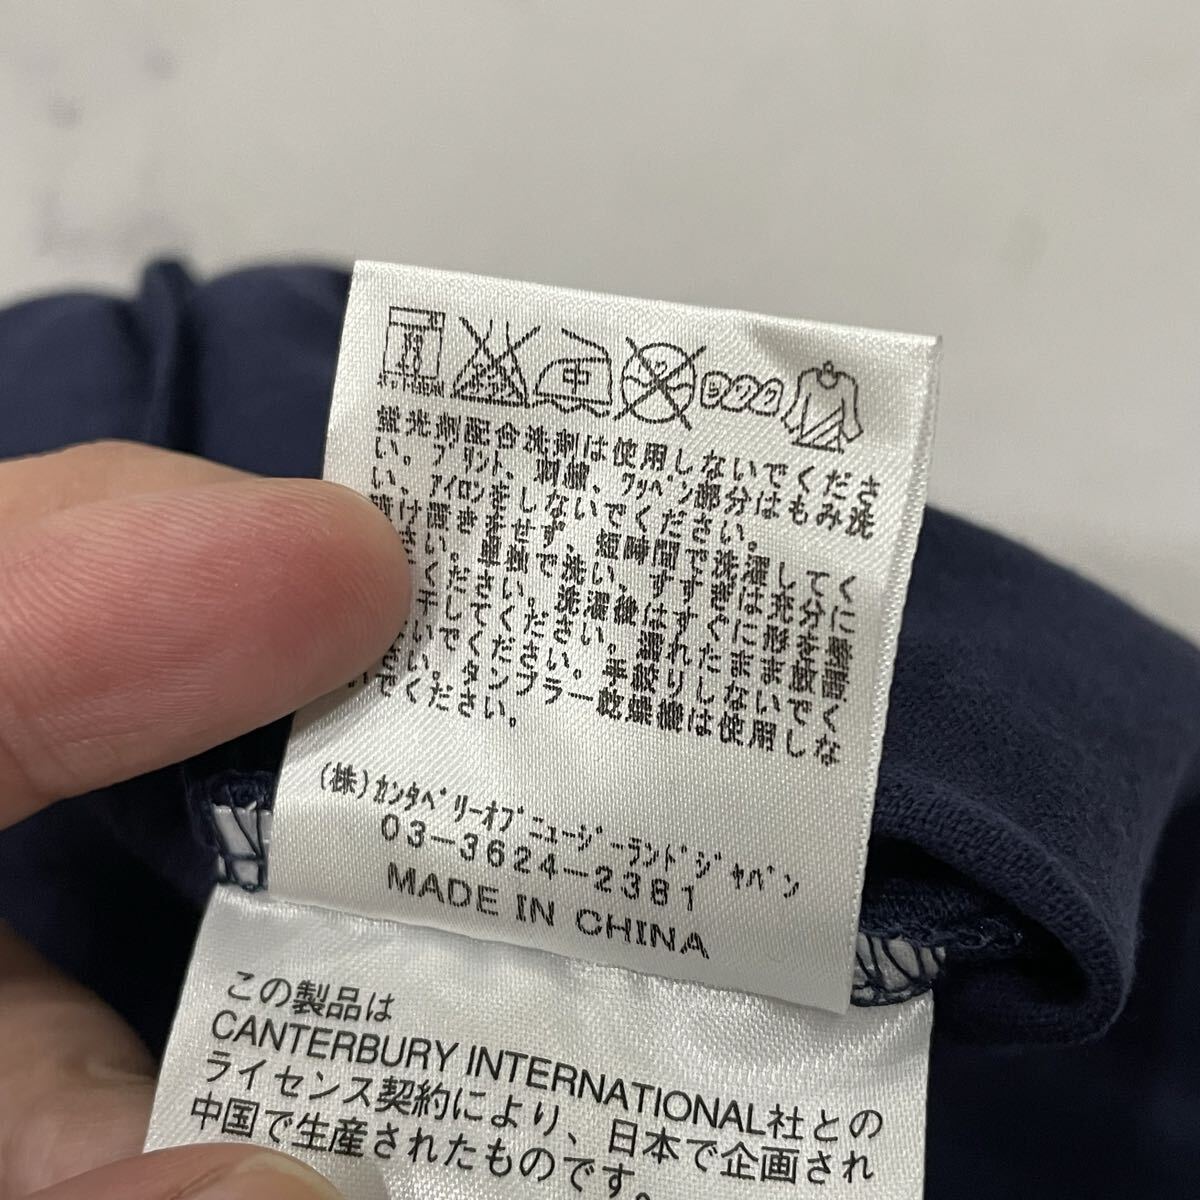 蛍光剤配合洗剤は使用しないでくださ
い。プリント、刺繍、ワッペン部分はもみ洗
い、アイロンをしないでください。
漬け置きをせず、短時間で洗濯してく
さい。単独で洗い、すすぎは充分に
ください。洗濯機はすぐに形を整
干してください。濡れたまま放置
いでください。手絞りしないでく
さい。タンブラー乾燥機は使用しな
いでください。
(株)カンタベリーオブニュージーランドジャパン
03-3624-2381
MADE IN CHINA
この製品は
CANTERBURY INTERNATIONAL社との
ライセンス契約により、日本で企画され
中国で生産されたものです。